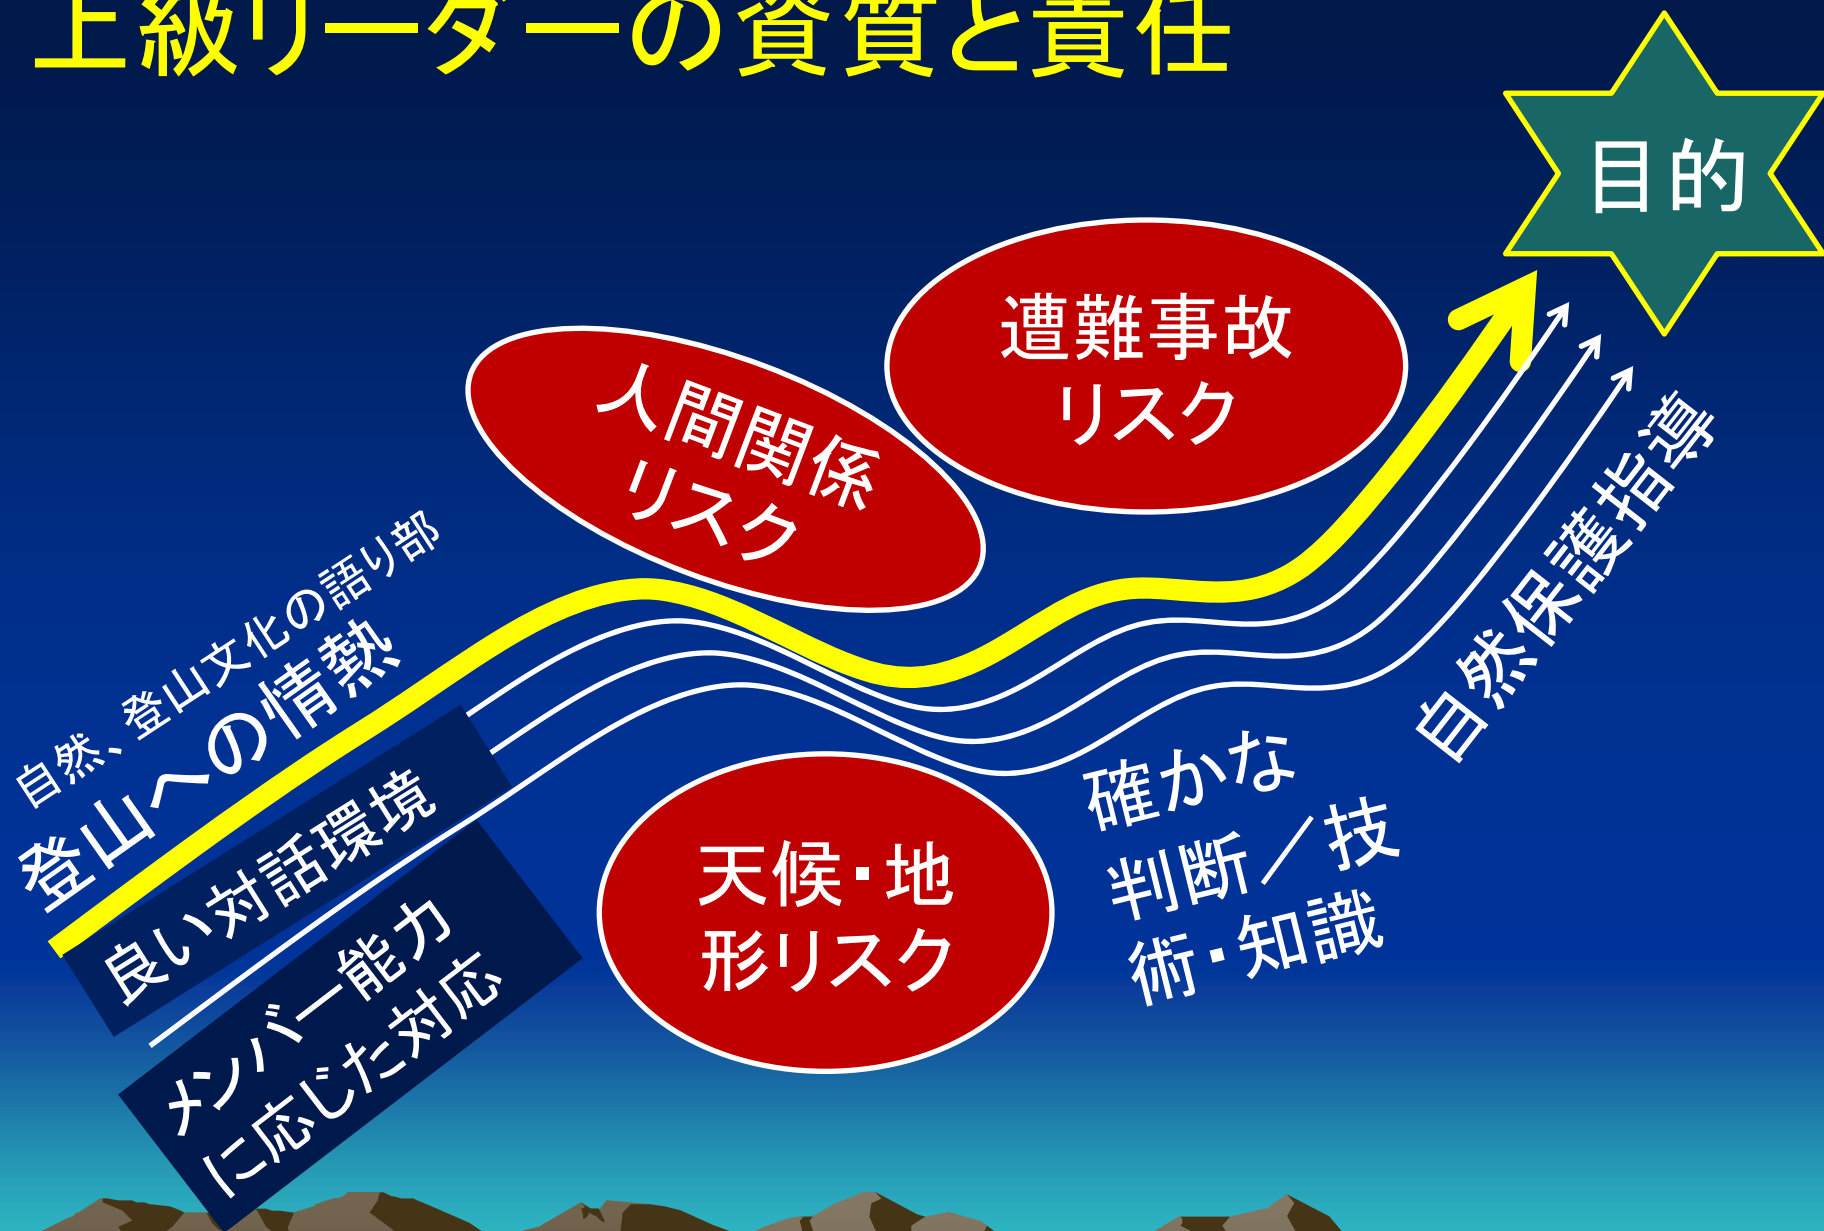 上級リーダーの資質と責任
目的
遭難事故
リスク
人間関係
リスク
自然、登山文化の語り部
登山への情熱
良い対話環境
メンバー能力
に応じた対応
天候・地
形リスク
確かな
判断／技
術・知識
自然保護指導